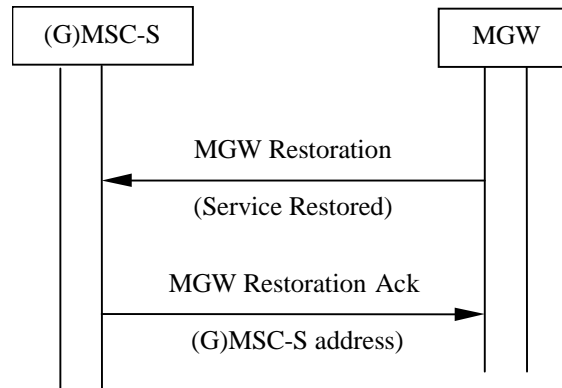 (G)MSC-S
MGW
MGW Restoration
(Service Restored)
MGW Restoration Ack
(G)MSC-S address)